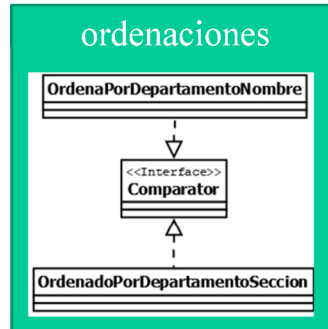 ordenaciones
OrdenaPorDepartamentoNombre
<<Interface>>
Comparator
OrdenadoPorDepartamentoSeccion